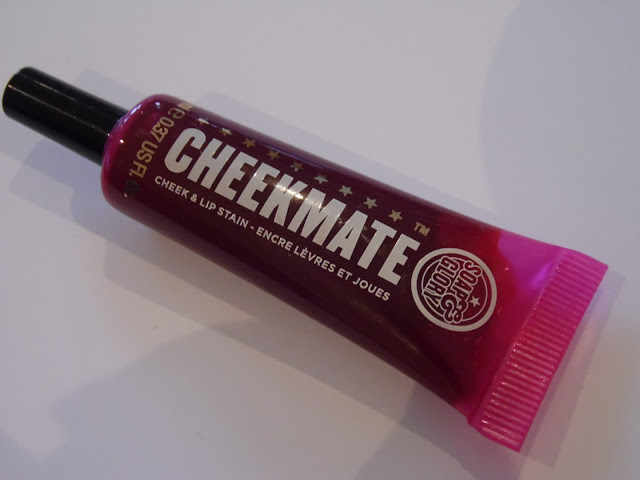 CHEEKMATE™
CHEEK & LIP STAIN - ENCRE LÈVRES ET JOUES
SOAP &
GLORY
℮ 0.37 US Fl.